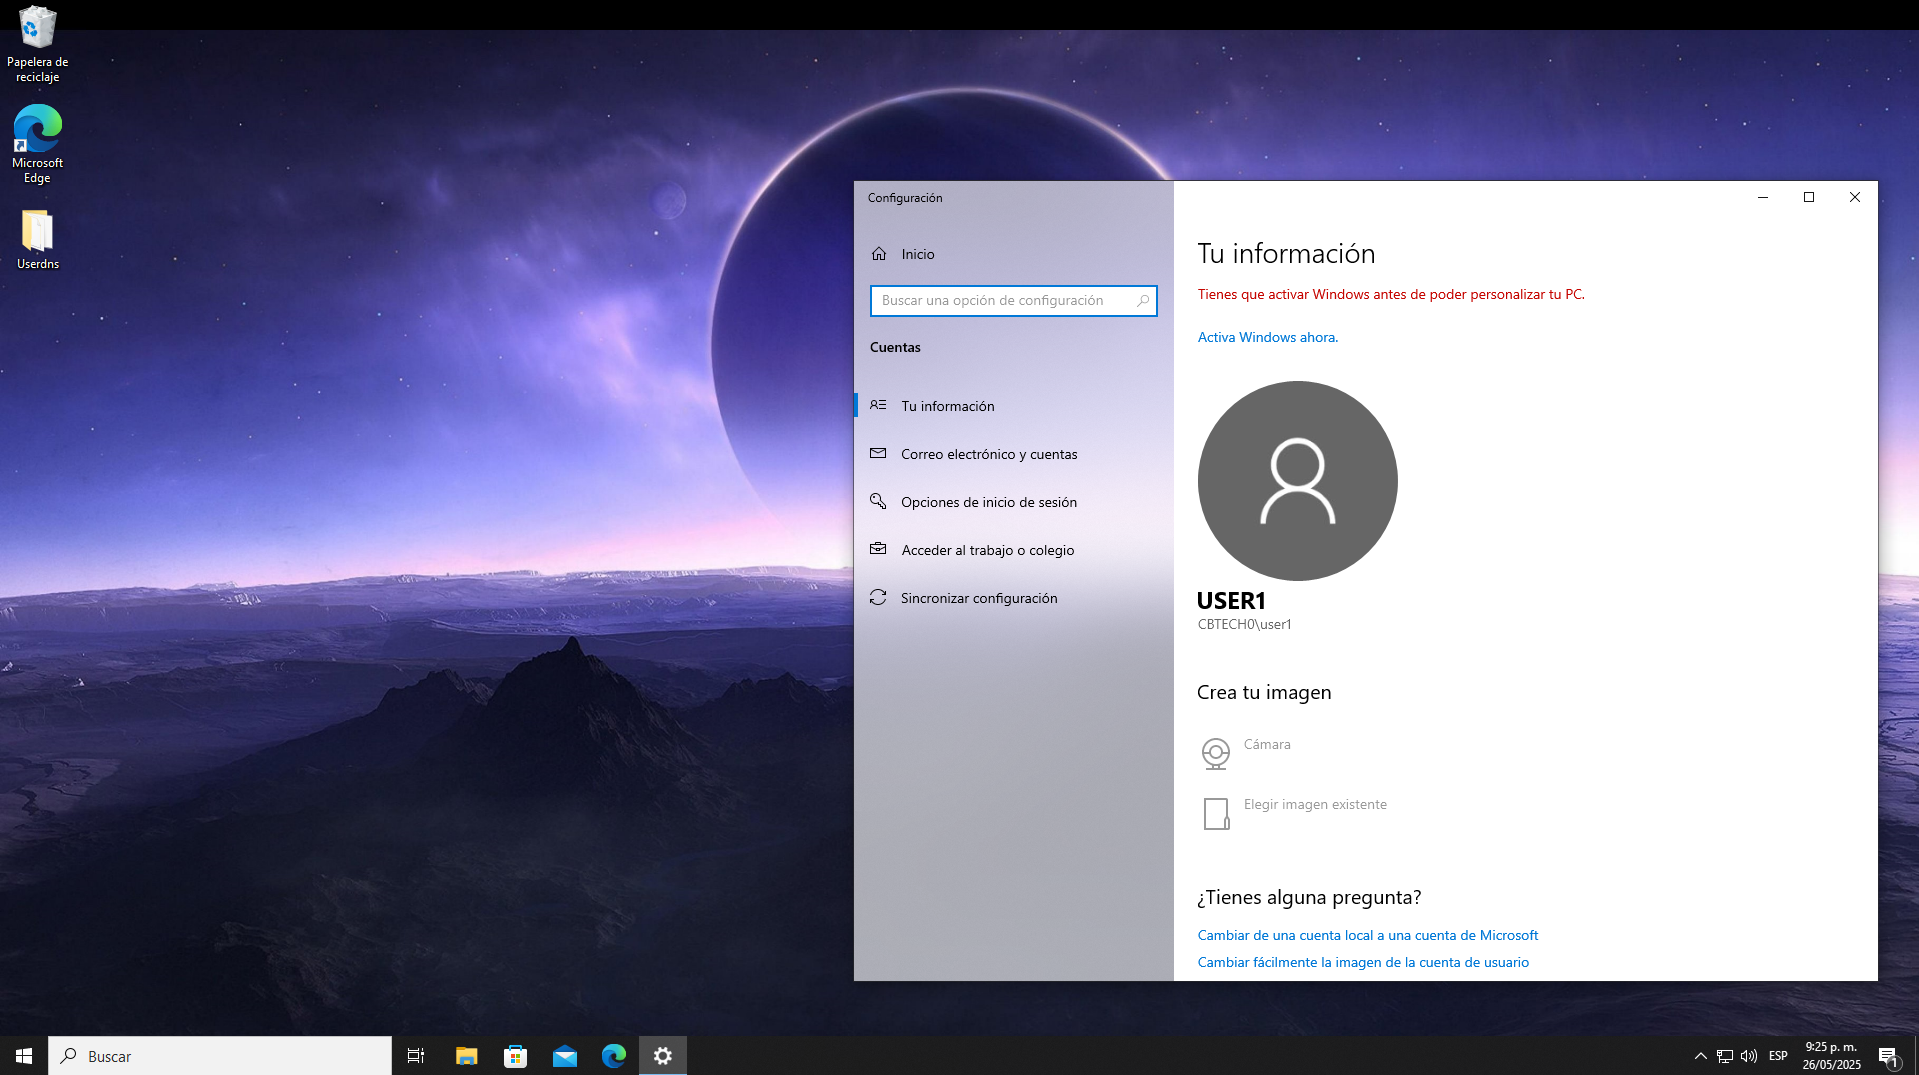 Papelera de
reciclaje
Microsoft
Edge
Userdns
Configuración
Inicio
Buscar una opción de configuración
Cuentas
Tu información
Correo electrónico y cuentas
Opciones de inicio de sesión
Acceder al trabajo o colegio
Sincronizar configuración
Tu información
Tienes que activar Windows antes de poder personalizar tu PC.
Activa Windows ahora.
USER1
CBTECH0\user1
Crea tu imagen
Cámara
Elegir imagen existente
¿Tienes alguna pregunta?
Cambiar de una cuenta local a una cuenta de Microsoft
Cambiar fácilmente la imagen de la cuenta de usuario
Buscar
ESP
9:25 p. m.
26/05/2025
1